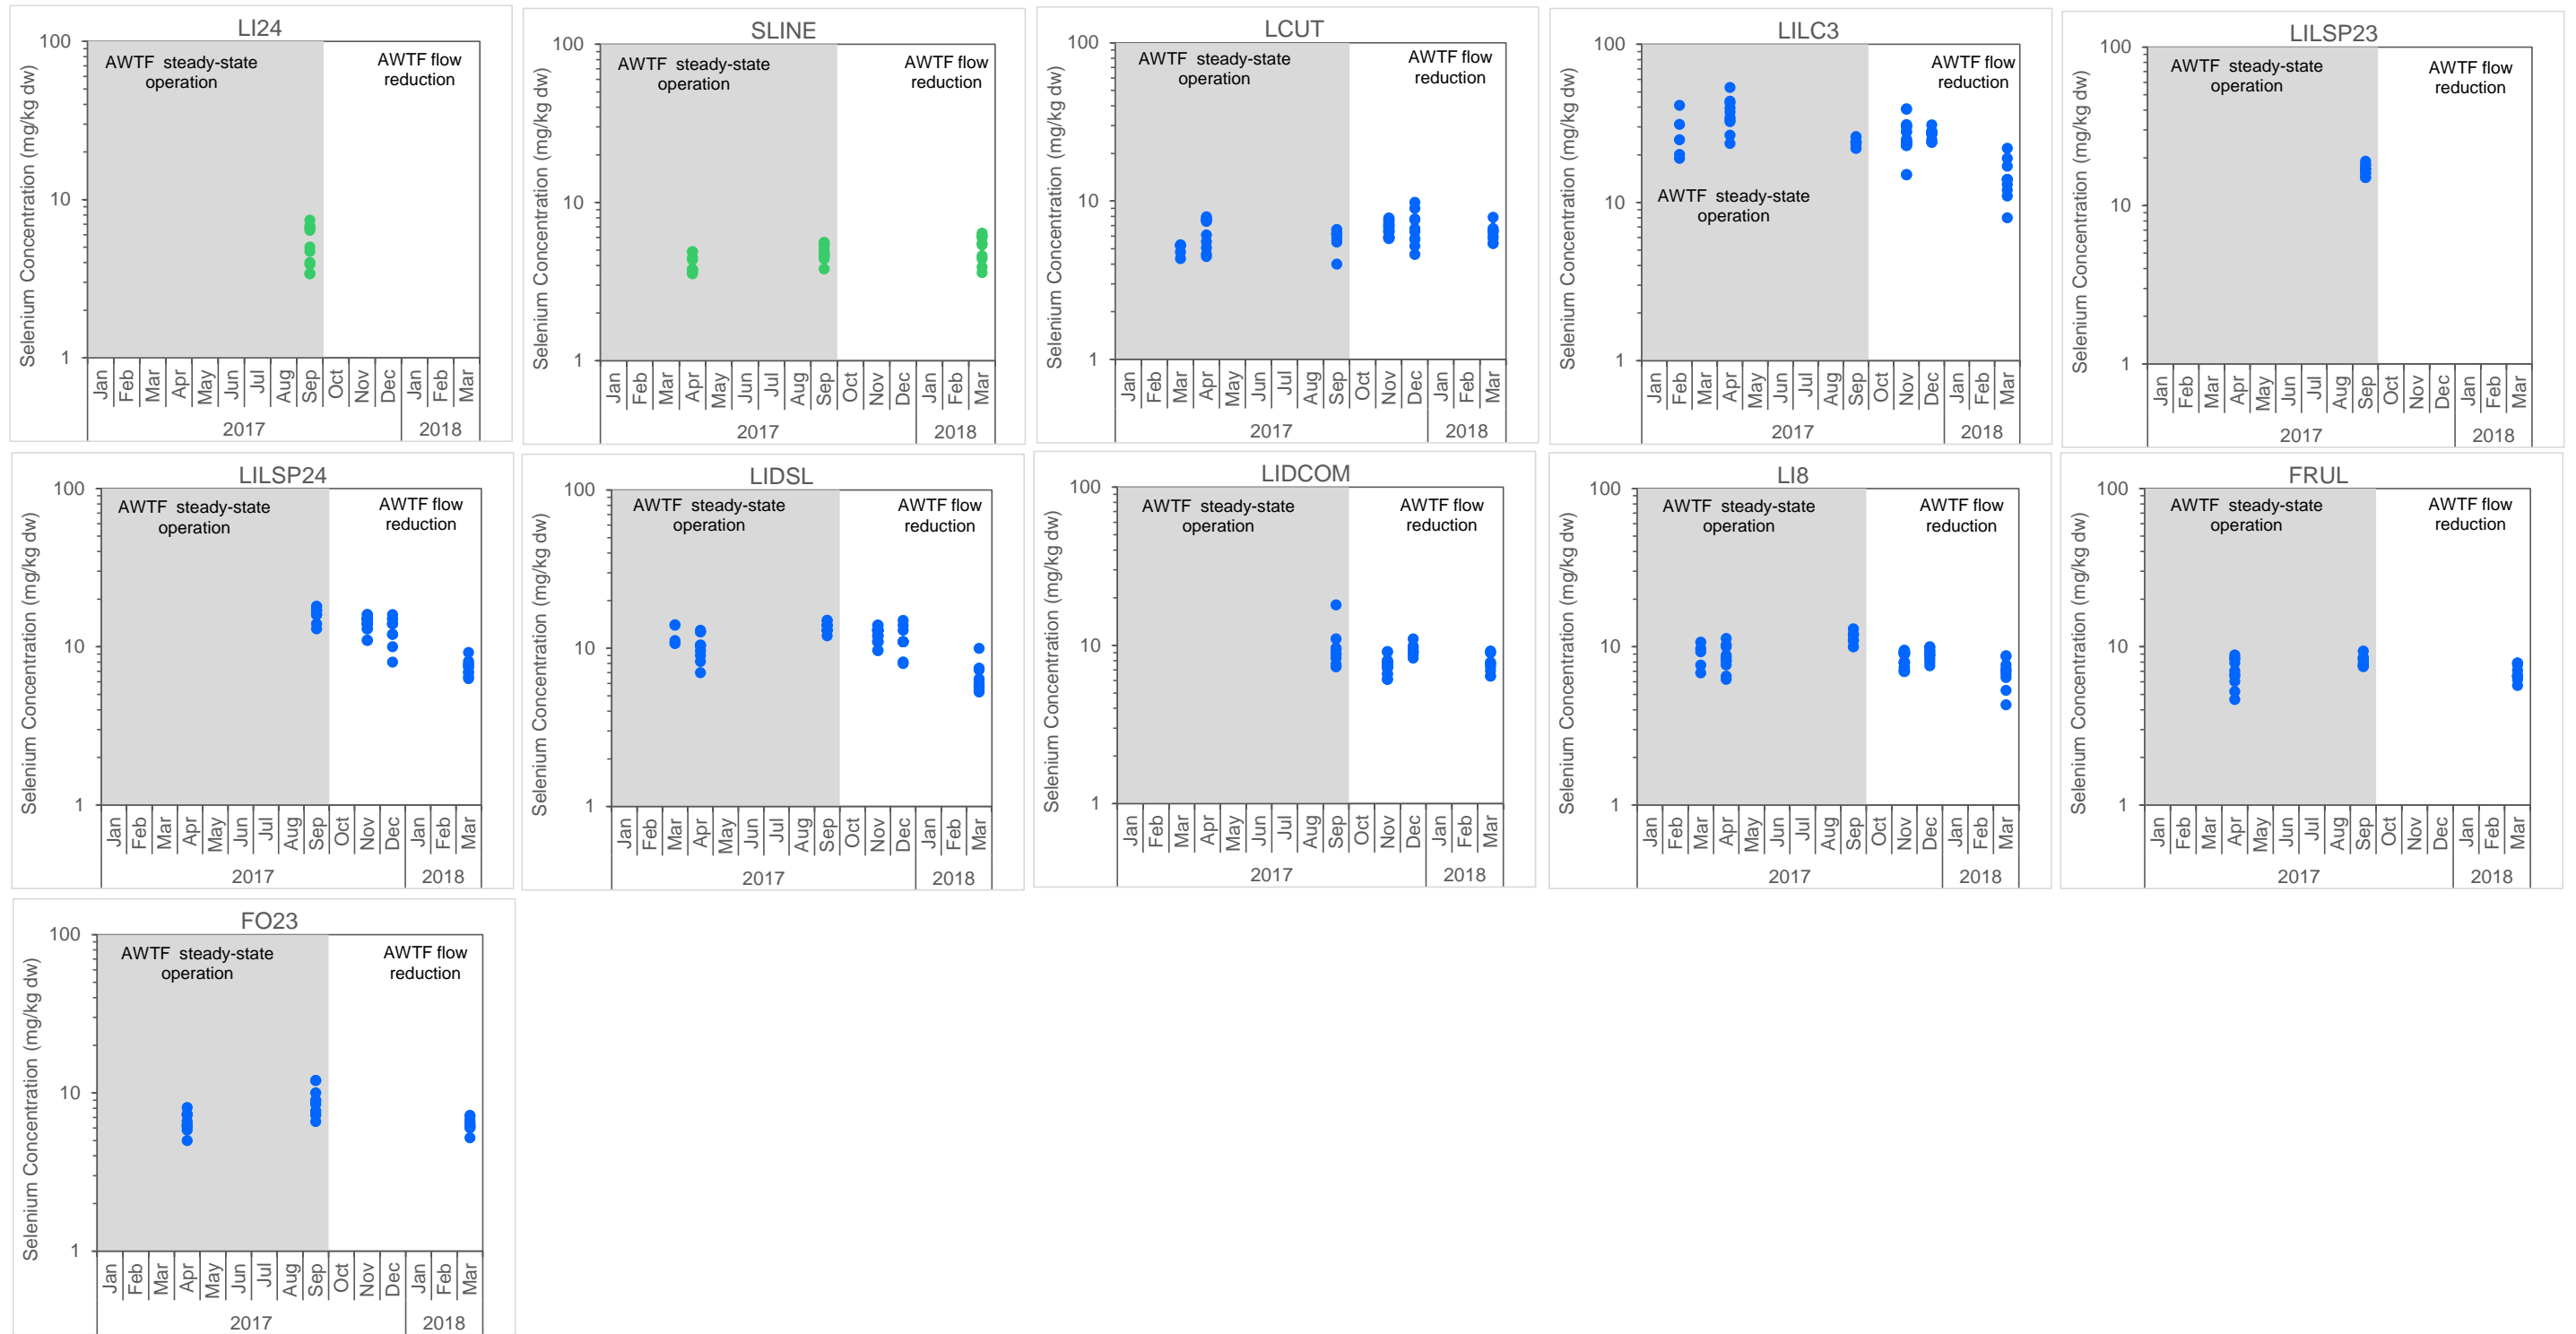 LI24
100
10
1
Selenium Concentration (mg/kg dw)
AWTF steady-state
operation
AWTF flow
reduction
Jan Feb Mar Apr May Jun Jul Aug Sep Oct Nov Dec Jan Feb Mar
2017 2018
SLINE
100
10
1
Selenium Concentration (mg/kg dw)
AWTF steady-state
operation
AWTF flow
reduction
Jan Feb Mar Apr May Jun Jul Aug Sep Oct Nov Dec Jan Feb Mar
2017 2018
LCUT
100
10
1
Selenium Concentration (mg/kg dw)
AWTF steady-state
operation
AWTF flow
reduction
Jan Feb Mar Apr May Jun Jul Aug Sep Oct Nov Dec Jan Feb Mar
2017 2018
LILC3
100
10
1
Selenium Concentration (mg/kg dw)
AWTF flow
reduction
AWTF steady-state
operation
Jan Feb Mar Apr May Jun Jul Aug Sep Oct Nov Dec Jan Feb Mar
2017 2018
LILSP23
100
10
1
Selenium Concentration (mg/kg dw)
AWTF steady-state
operation
AWTF flow
reduction
Jan Feb Mar Apr May Jun Jul Aug Sep Oct Nov Dec Jan Feb Mar
2017 2018
LILSP24
100
10
1
Selenium Concentration (mg/kg dw)
AWTF steady-state
operation
AWTF flow
reduction
Jan Feb Mar Apr May Jun Jul Aug Sep Oct Nov Dec Jan Feb Mar
2017 2018
LIDSL
100
10
1
Selenium Concentration (mg/kg dw)
AWTF steady-state
operation
AWTF flow
reduction
Jan Feb Mar Apr May Jun Jul Aug Sep Oct Nov Dec Jan Feb Mar
2017 2018
LIDCOM
100
10
1
Selenium Concentration (mg/kg dw)
AWTF steady-state
operation
AWTF flow
reduction
Jan Feb Mar Apr May Jun Jul Aug Sep Oct Nov Dec Jan Feb Mar
2017 2018
LI8
100
10
1
Selenium Concentration (mg/kg dw)
AWTF steady-state
operation
AWTF flow
reduction
Jan Feb Mar Apr May Jun Jul Aug Sep Oct Nov Dec Jan Feb Mar
2017 2018
FRUL
100
10
1
Selenium Concentration (mg/kg dw)
AWTF steady-state
operation
AWTF flow
reduction
Jan Feb Mar Apr May Jun Jul Aug Sep Oct Nov Dec Jan Feb Mar
2017 2018
FO23
100
10
1
Selenium Concentration (mg/kg dw)
AWTF steady-state
operation
AWTF flow
reduction
Jan Feb Mar Apr May Jun Jul Aug Sep Oct Nov Dec Jan Feb Mar
2017 2018